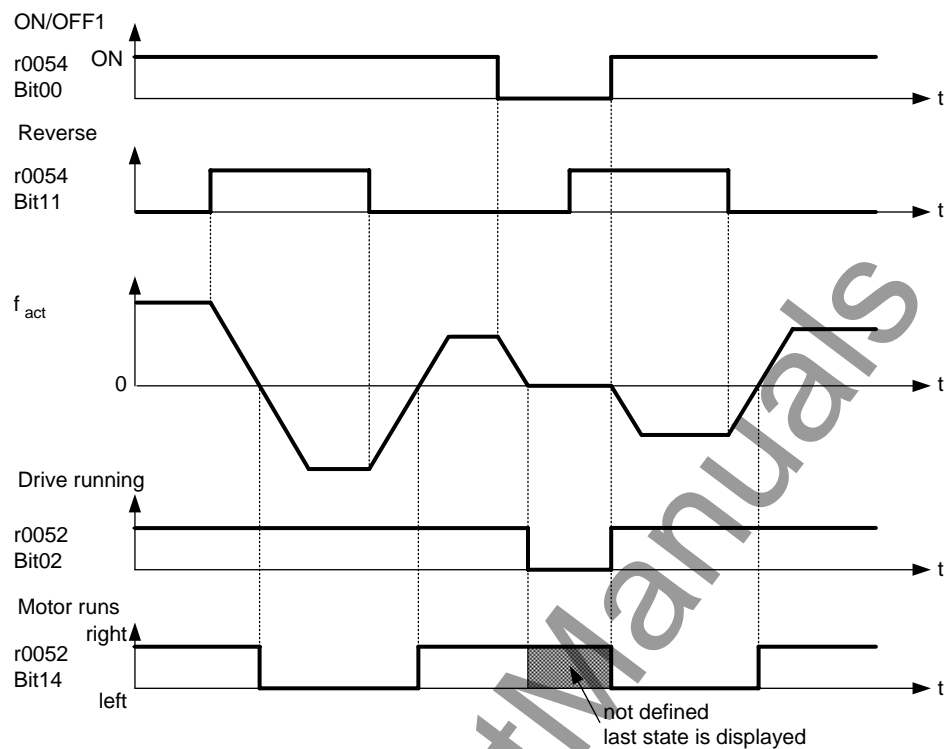 ON/OFF1
r0054 ON
Bit00
t
Reverse
r0054
Bit11
t
f act
0
t
Drive running
r0052
Bit02
t
Motor runs
right
r0052
Bit14
left
t
not defined
last state is displayed
tManuals